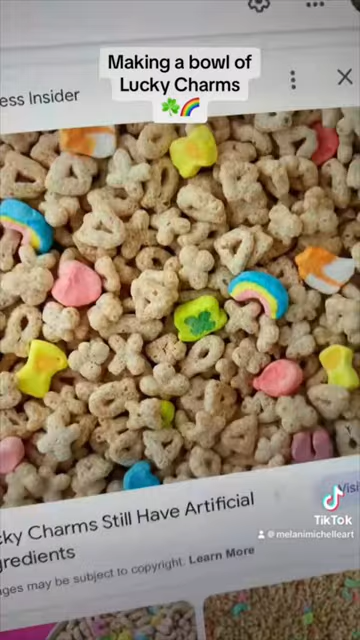 Making a bowl of
Lucky Charms
☘️🌈
ess Insider
cky Charms Still Have Artificial
gredients
ages may be subject to copyright. Learn More
Visi
TikTok
@melanimichelleart